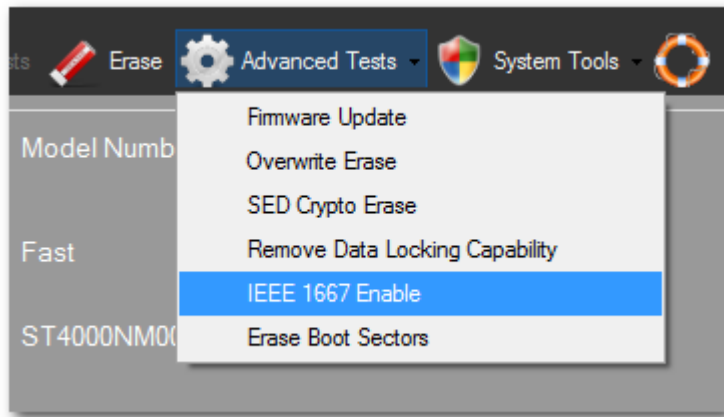 Erase Advanced Tests System Tools
Firmware Update
Model Numb
Overwrite Erase
SED Crypto Erase
Fast
Remove Data Locking Capability
IEEE 1667 Enable
ST4000NM00
Erase Boot Sectors